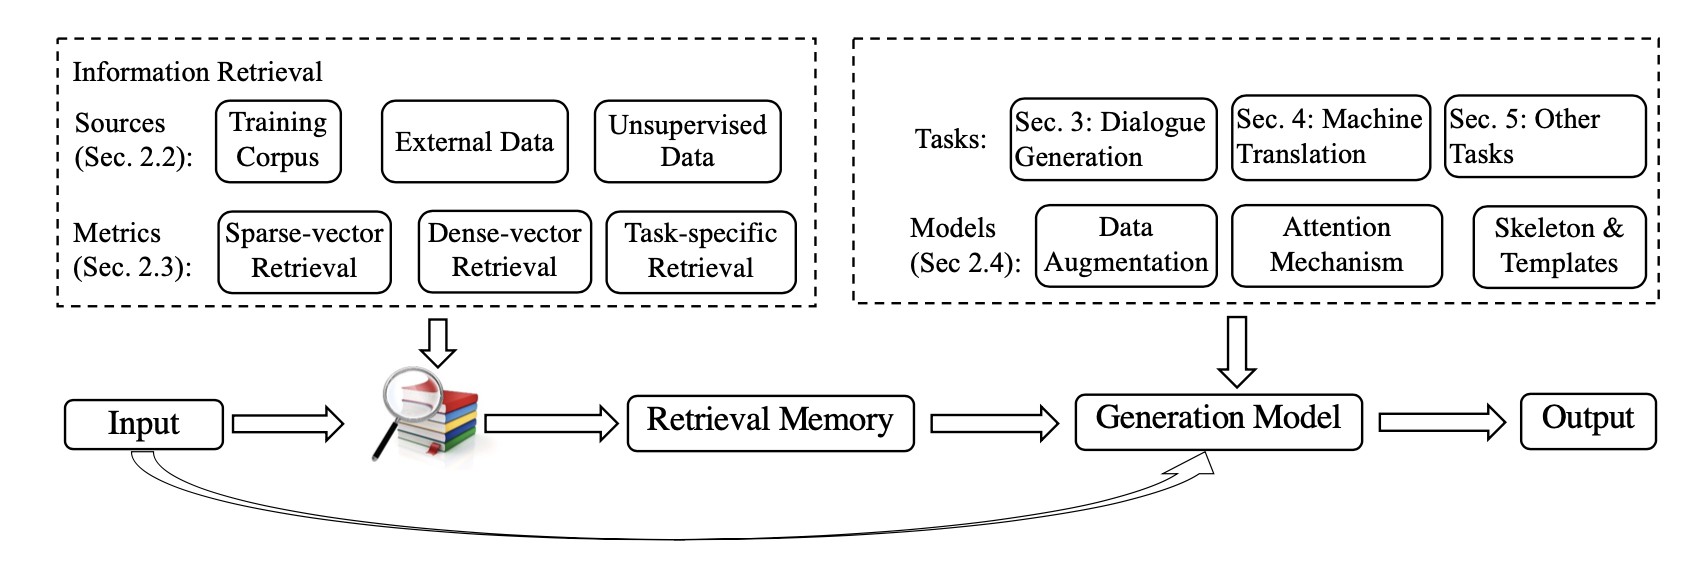 Information Retrieval
Sources
(Sec. 2.2):
Training
Corpus
External Data
Unsupervised
Data
Metrics
(Sec. 2.3):
Sparse-vector
Retrieval
Dense-vector
Retrieval
Task-specific
Retrieval
Tasks:
Sec. 3: Dialogue
Generation
Sec. 4: Machine
Translation
Sec. 5: Other
Tasks
Models
(Sec 2.4):
Data
Augmentation
Attention
Mechanism
Skeleton &
Templates
Input
Retrieval Memory
Generation Model
Output